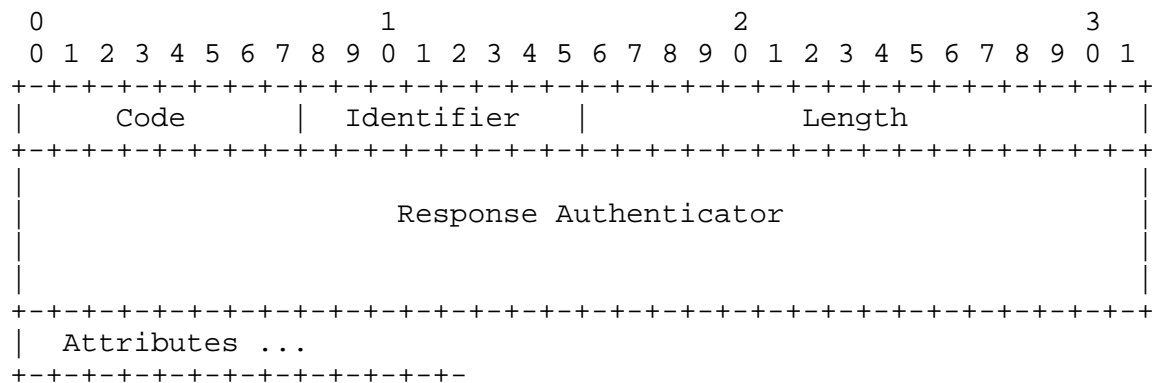 0                   1                   2                   3
 0 1 2 3 4 5 6 7 8 9 0 1 2 3 4 5 6 7 8 9 0 1 2 3 4 5 6 7 8 9 0 1
+-+-+-+-+-+-+-+-+-+-+-+-+-+-+-+-+-+-+-+-+-+-+-+-+-+-+-+-+-+-+-+-+
|     Code      |  Identifier   |            Length             |
+-+-+-+-+-+-+-+-+-+-+-+-+-+-+-+-+-+-+-+-+-+-+-+-+-+-+-+-+-+-+-+-+
|                                                               |
|                     Response Authenticator                    |
|                                                               |
|                                                               |
+-+-+-+-+-+-+-+-+-+-+-+-+-+-+-+-+-+-+-+-+-+-+-+-+-+-+-+-+-+-+-+-+
|  Attributes ...
+-+-+-+-+-+-+-+-+-+-+-+-+-